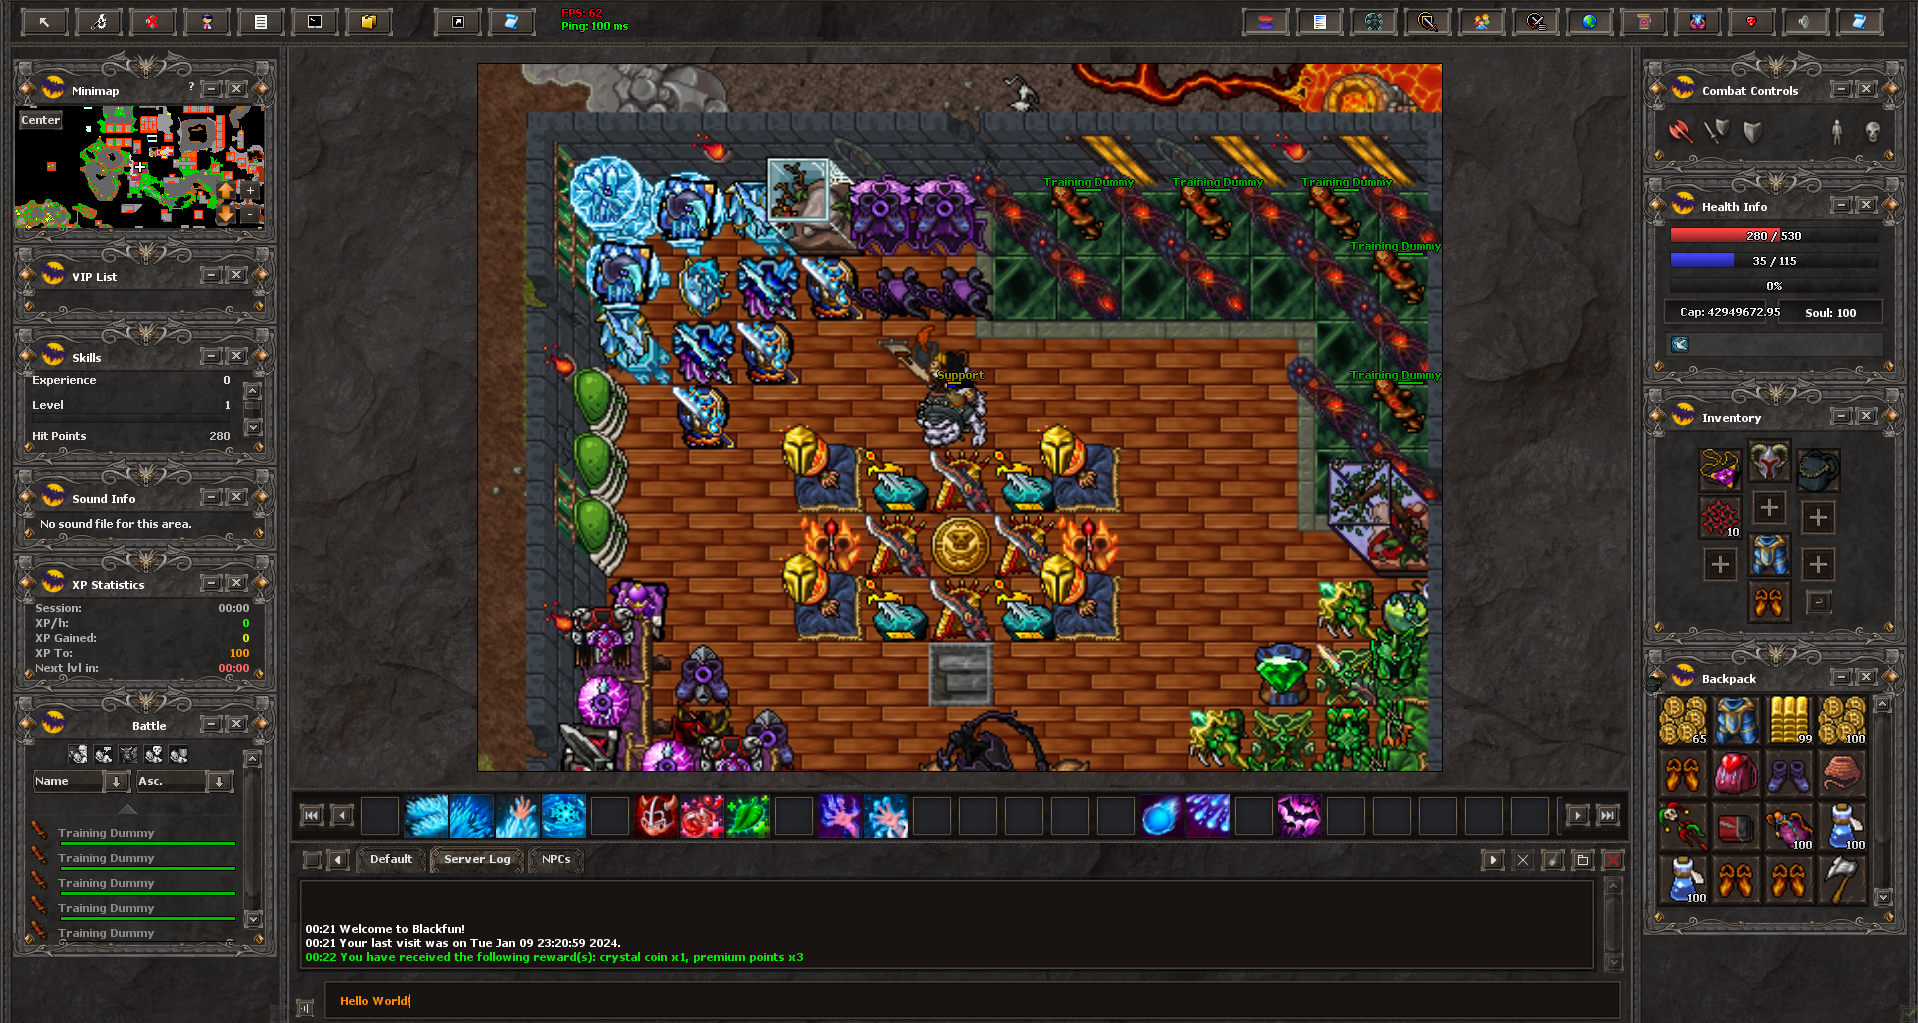 FPS: 62
Ping: 100 ms
Minimap
?
Center
VIP List
Skills
Experience 0
Level 1
Hit Points 280
Sound Info
No sound file for this area.
XP Statistics
Session: 00:00
XP/h: 0
XP Gained: 0
XP To: 100
Next lvl in: 00:00
Battle
Name
Asc.
Training Dummy
Training Dummy
Training Dummy
Training Dummy
Training Dummy
Training Dummy
Training Dummy
Training Dummy
Training Dummy
Training Dummy
Support
Default
Server Log
NPCs
00:21 Welcome to Blackfun!
00:21 Your last visit was on Tue Jan 09 23:20:59 2024.
00:22 You have received the following reward(s): crystal coin x1, premium points x3
Hello World!
Combat Controls
Health Info
280 / 530
35 / 115
0%
Cap: 42949672.95
Soul: 100
Inventory
10
Backpack
65
99
100
100
100
100